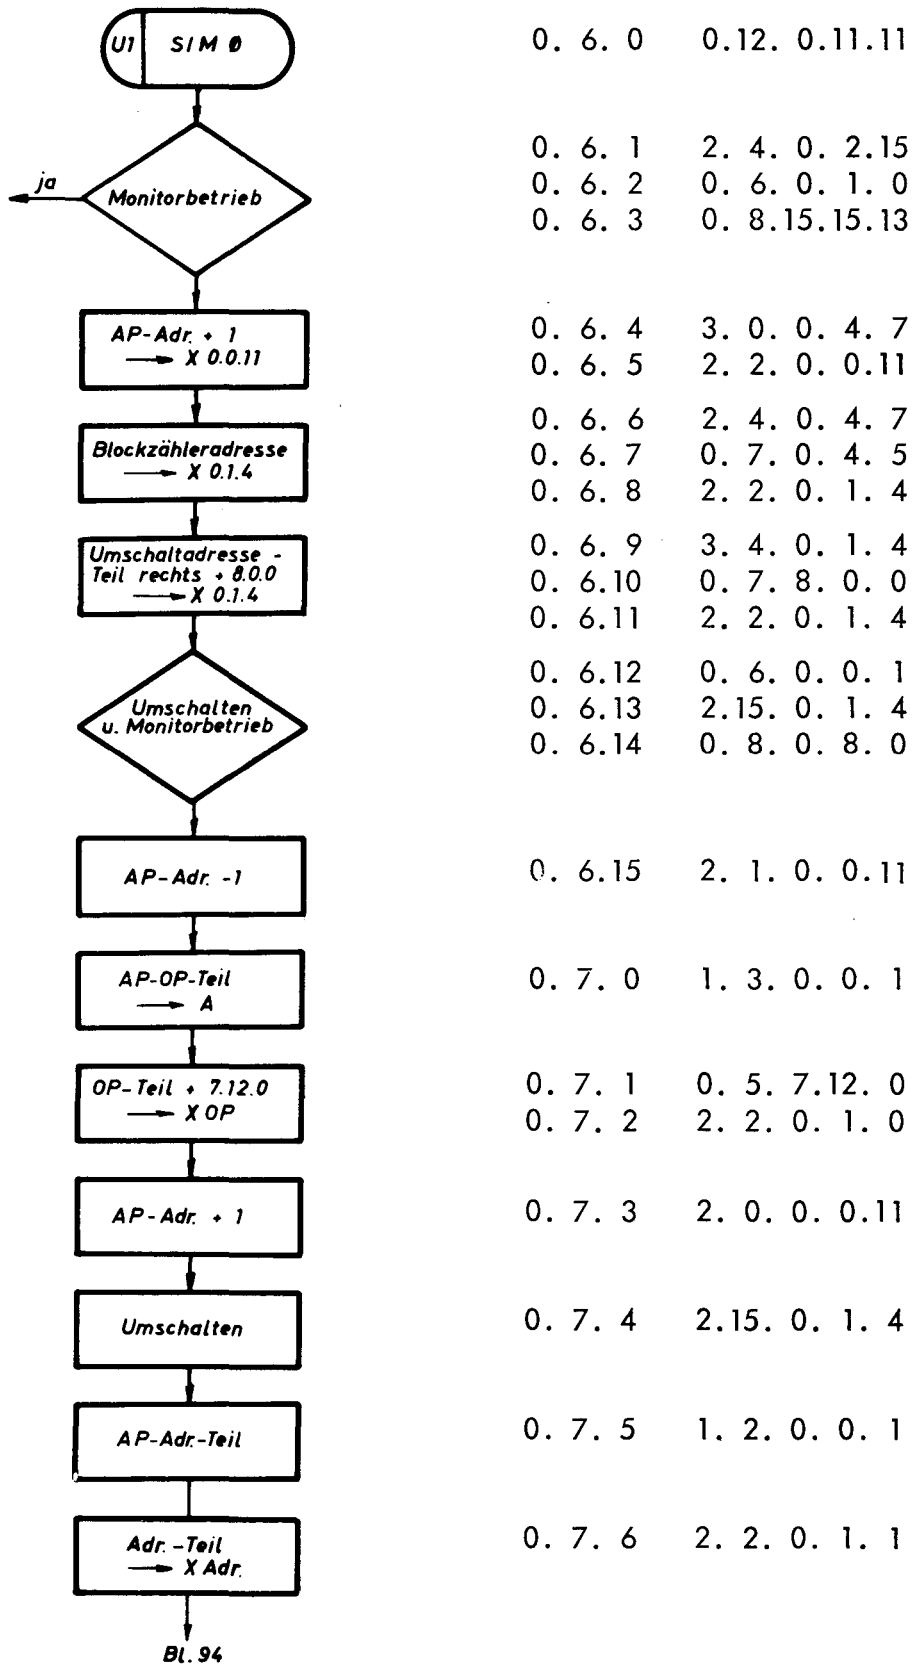 U1 SIM Ø 0. 6. 0 0.12. 0.11.11
0. 6. 1 2. 4. 0. 2.15
ja Monitorbetrieb 0. 6. 2 0. 6. 0. 1. 0
0. 6. 3 0. 8.15.15.13
AP-Adr. + 1 0. 6. 4 3. 0. 0. 4. 7
→ X 0.0.11 0. 6. 5 2. 2. 0. 0.11
0. 6. 6 2. 4. 0. 4. 7
Blockzähleradresse 0. 6. 7 0. 7. 0. 4. 5
→ X 0.1.4 0. 6. 8 2. 2. 0. 1. 4
Umschaltadresse - 0. 6. 9 3. 4. 0. 1. 4
Teil rechts + 8.0.0 0. 6.10 0. 7. 8. 0. 0
→ X 0.1.4 0. 6.11 2. 2. 0. 1. 4
0. 6.12 0. 6. 0. 0. 1
Umschalten 0. 6.13 2.15. 0. 1. 4
u. Monitorbetrieb 0. 6.14 0. 8. 0. 8. 0
AP-Adr. -1 0. 6.15 2. 1. 0. 0.11
AP-OP-Teil 0. 7. 0 1. 3. 0. 0. 1
→ A
OP-Teil + 7.12.0 0. 7. 1 0. 5. 7.12. 0
→ X OP 0. 7. 2 2. 2. 0. 1. 0
AP-Adr. + 1 0. 7. 3 2. 0. 0. 0.11
Umschalten 0. 7. 4 2.15. 0. 1. 4
AP-Adr.-Teil 0. 7. 5 1. 2. 0. 0. 1
Adr.-Teil 0. 7. 6 2. 2. 0. 1. 1
→ X Adr.
Bl. 94